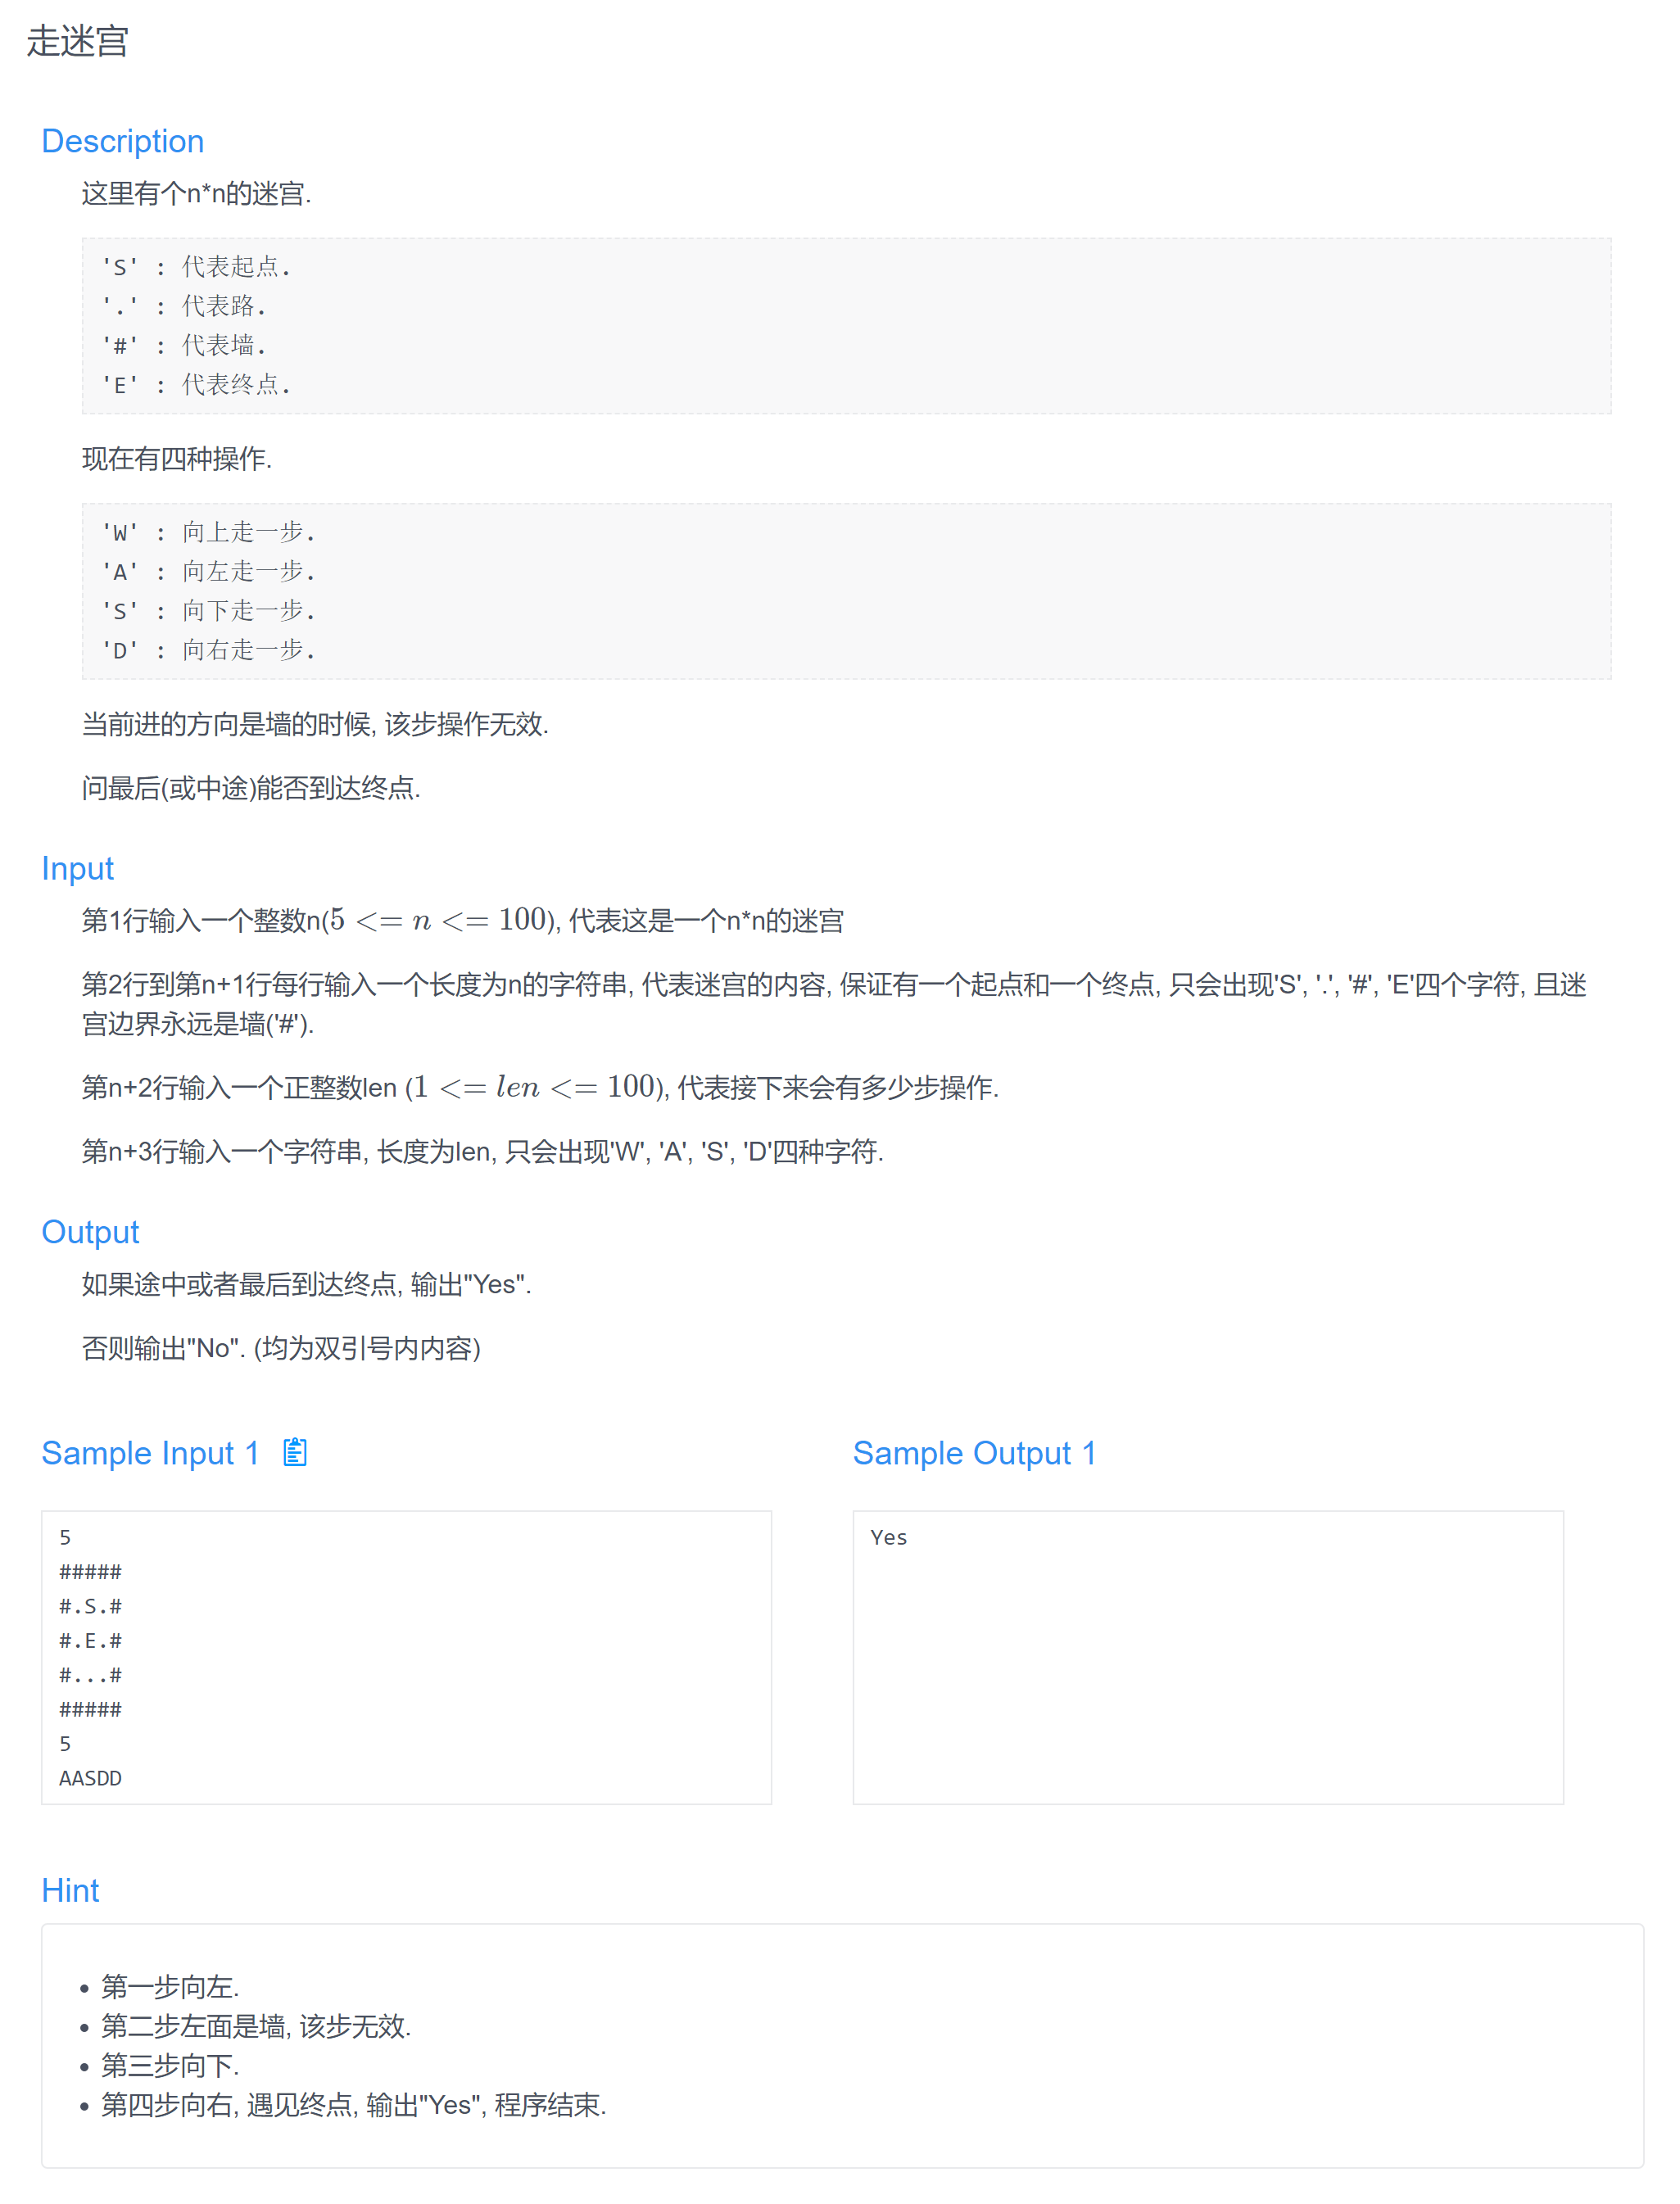 走迷宫
Description
这里有个n*n的迷宫.
'S' : 代表起点.
'.' : 代表路.
'#' : 代表墙.
'E' : 代表终点.
现在有四种操作.
'W' : 向上走一步.
'A' : 向左走一步.
'S' : 向下走一步.
'D' : 向右走一步.
当前进的方向是墙的时候, 该步操作无效.
问最后(或中途)能否到达终点.
Input
第1行输入一个整数n(5 <= n <= 100), 代表这是一个n*n的迷宫
第2行到第n+1行每行输入一个长度为n的字符串, 代表迷宫的内容, 保证有一个起点和一个终点, 只会出现'S', '.', '#', 'E'四个字符, 且迷
宫边界永远是墙('#').
第n+2行输入一个正整数len (1 <= len <= 100), 代表接下来会有多少步操作.
第n+3行输入一个字符串, 长度为len, 只会出现'W', 'A', 'S', 'D'四种字符.
Output
如果途中或者最后到达终点, 输出"Yes".
否则输出"No". (均为双引号内内容)
Sample Input 1
5
#####
#.S.#
#.E.#
#...#
#####
5
AASDD
Sample Output 1
Yes
Hint
• 第一步向左.
• 第二步左面是墙, 该步无效.
• 第三步向下.
• 第四步向右, 遇见终点, 输出"Yes", 程序结束.